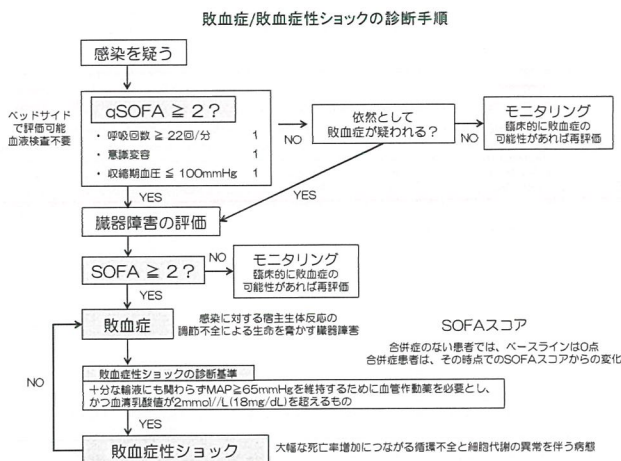 敗血症/敗血症性ショックの診断手順
感染を疑う
ベッドサイド
で評価可能
血液検査不要
qSOFA ≧ 2？
・ 呼吸回数 ≧ 22回/分 1
・ 意識変容 1
・ 収縮期血圧 ≦ 100mmHg 1
NO
依然として
敗血症が疑われる？
NO
モニタリング
臨床的に敗血症の
可能性があれば再評価
YES
YES
臓器障害の評価
SOFA ≧ 2？
NO
モニタリング
臨床的に敗血症の
可能性があれば再評価
YES
敗血症
感染に対する宿主生体反応の
調節不全による生命を脅かす臓器障害
SOFAスコア
合併症のない患者では、ベースラインは0点
合併症患者は、その時点でのSOFAスコアからの変化
NO
敗血症性ショックの診断基準
十分な輸液にも関わらずMAP≧65mmHgを維持するために血管作動薬を必要とし、
かつ血清乳酸値が2mmol//L(18mg/dL)を超えるもの
YES
敗血症性ショック
大幅な死亡率増加につながる循環不全と細胞代謝の異常を伴う病態